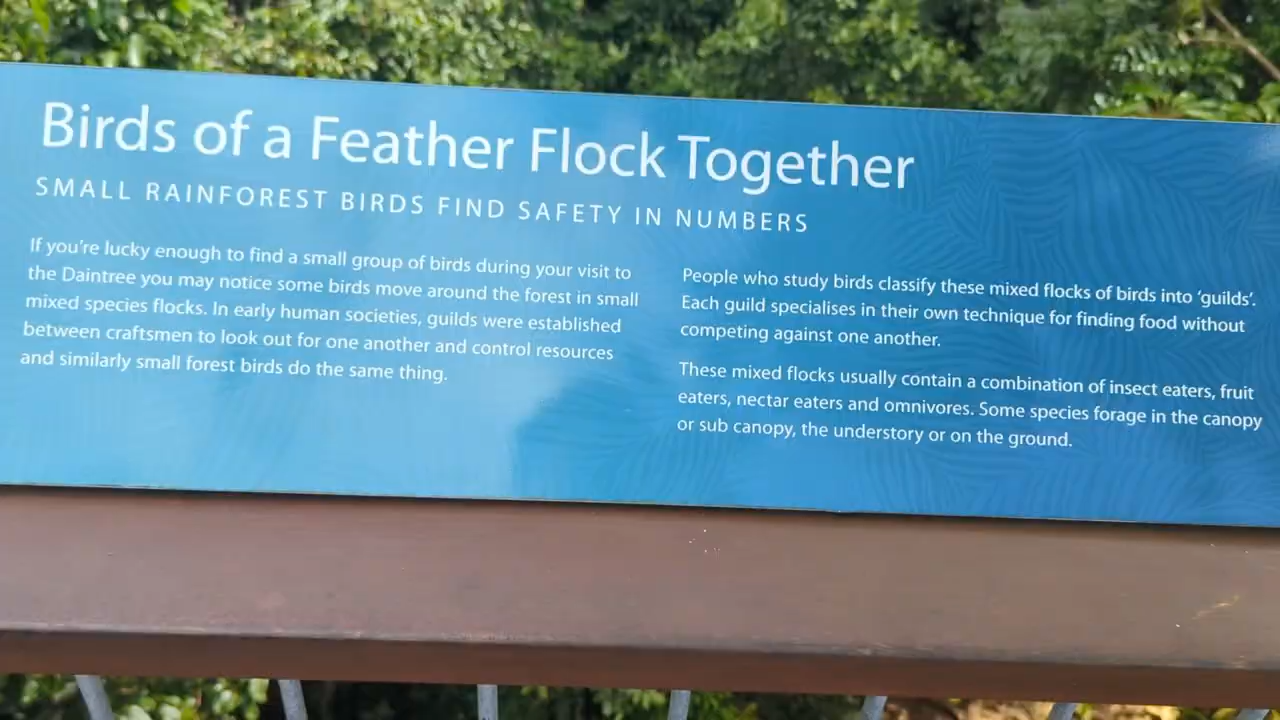 Birds of a Feather Flock Together
SMALL RAINFOREST BIRDS FIND SAFETY IN NUMBERS
If you're lucky enough to find a small group of birds during your visit to
the Daintree you may notice some birds move around the forest in small
mixed species flocks. In early human societies, guilds were established
between craftsmen to look out for one another and control resources
and similarly small forest birds do the same thing.
People who study birds classify these mixed flocks of birds into 'guilds'.
Each guild specialises in their own technique for finding food without
competing against one another.
These mixed flocks usually contain a combination of insect eaters, fruit
eaters, nectar eaters and omnivores. Some species forage in the canopy
or sub canopy, the understory or on the ground.